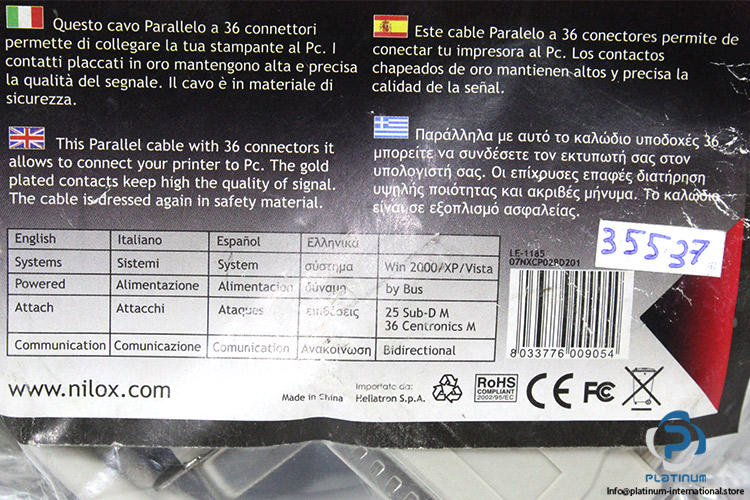 Questo cavo Parallelo a 36 connettori
permette di collegare la tua stampante al Pc. I
contatti placcati in oro mantengono alta e precisa
la qualità del segnale. Il cavo è in materiale di
sicurezza.
Este cable Paralelo a 36 conectores permite de
conectar tu impresora al Pc. Los contactos
chapeados de oro mantienen altos y precisa la
calidad de la señal.
This Parallel cable with 36 connectors it
allows to connect your printer to Pc. The gold
plated contacts keep high the quality of signal.
The cable is dressed again in safety material.
Παράλληλα με αυτό το καλώδιο υποδοχές 36
μπορείτε να συνδέσετε τον εκτυπωτή σας στον
υπολογιστή σας. Οι επίχρυσες επαφές διατήρηση
υψηλής ποιότητας και ακριβές μήνυμα. Το καλώδιο
είναι σε εξοπλισμό ασφαλείας.
35537
English Italiano Español Ελληνικά
Systems Sistemi System σύστημα Win 2000/XP/Vista
Powered Alimentazione Alimentacion δύναμο by Bus
Attach Attacchi Ataques επιθέσεις 25 Sub-D M
36 Centronics M
Communication Comunicazione Comunication Ανακοίνωση Bidirectional
LE-1185
07NXCP02PD201
8033776009054
www.nilox.com
Made in China
Importato da:
Hellatron S.p.A.
RoHS
COMPLIANT
2002/95/EC
CE
FC
PLATINUM
Info@platinum-international.store